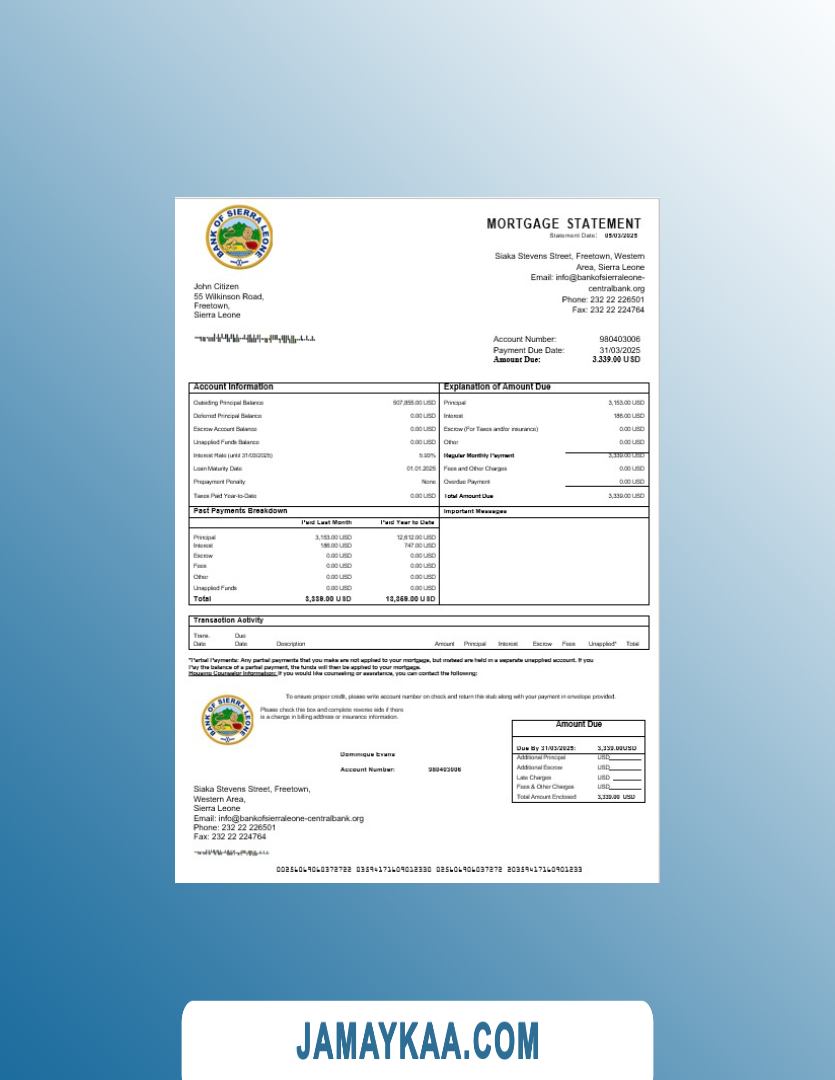 BANK OF SIERRA LEONE
MORTGAGE STATEMENT
Statement Date: 05/03/2025
Siaka Stevens Street, Freetown, Western
Area, Sierra Leone
Email: info@bankofsierraleone-
centralbank.org
Phone: 232 22 226501
Fax: 232 22 224764
John Citizen
55 Wilkinson Road,
Freetown,
Sierra Leone
Account Number: 980403006
Payment Due Date: 31/03/2025
Amount Due: 3,339.00 USD
Account Information
Outstding Principal Balance 507,855.00 USD
Deferred Principal Balance 0.00 USD
Escrow Account Balance 0.00 USD
Unapplied Funds Balance 0.00 USD
Interest Rate (until 31/03/2025)
Loan Maturity Date 01.01.2025
Prepayment Penalty None
Taxes Paid Year-to-Date 0.00 USD
Explanation of Amount Due
Principal 3,153.00 USD
Interest 186.00 USD
Escrow (For Taxes and/or insurance) 0.00 USD
Other 0.00 USD
Regular Monthly Payment 3,339.00 USD
Fees and Other Charges 0.00 USD
Overdue Payment 0.00 USD
Total Amount Due 3,339.00 USD
Past Payments Breakdown
Paid Last Month Paid Year to Date
Principal 3,153.00 USD 12,612.00 USD
Interest 186.00 USD 747.00 USD
Escrow 0.00 USD 0.00 USD
Fees 0.00 USD 0.00 USD
Other 0.00 USD 0.00 USD
Unapplied Funds 0.00 USD 0.00 USD
Total 3,339.00 USD 13,359.00 USD
Important Messages
Transaction Activity
Trans. Due
Date Date Description Amount Principal Interest Escrow Fees Unapplied* Total
*Partial Payments: Any partial payments that you make are not applied to your mortgage, but instead are held in a separate unapplied account. If you
Pay the balance of a partial payment, the funds will then be applied to your mortgage.
Housing Counselor Information: If you would like counseling or assistance, you can contact the following:
To ensure proper credit, please write account number on check and return this stub along with your payment in envelope provided.
BANK OF SIERRA LEONE
Please check this box and complete reverse side if there
is a change in billing address or insurance information.
Dominique Evans
Account Number: 980403006
Amount Due
Due By 31/03/2025: 3,339.00USD
Additional Principal USD
Additional Escrow USD
Late Charges USD
Fees & Other Charges USD
Total Amount Enclosed 3,339.00 USD
Siaka Stevens Street, Freetown,
Western Area,
Sierra Leone
Email: info@bankofsierraleone-centralbank.org
Phone: 232 22 226501
Fax: 232 22 224764
JAMAYKAA.COM